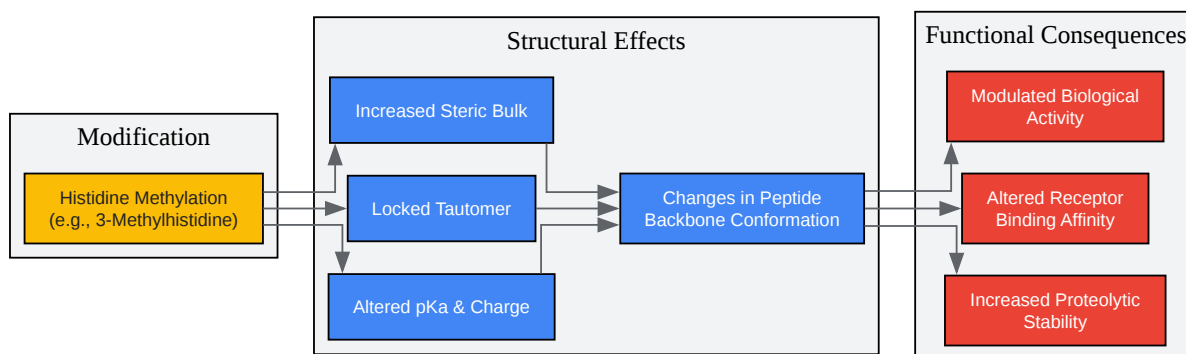 Modification
Histidine Methylation
(e.g., 3-Methylhistidine)
Structural Effects
Increased Steric Bulk
Locked Tautomer
Altered pKa & Charge
Changes in Peptide
Backbone Conformation
Functional Consequences
Modulated Biological
Activity
Altered Receptor
Binding Affinity
Increased Proteolytic
Stability